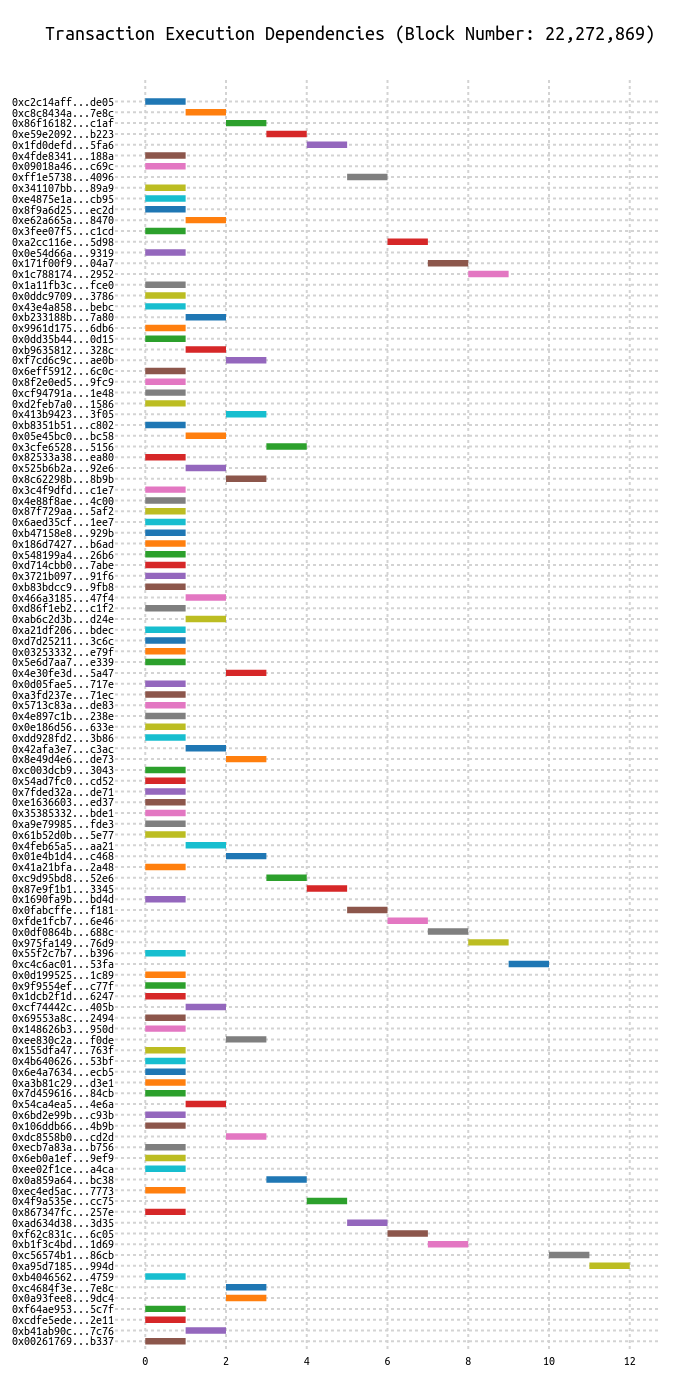 Transaction Execution Dependencies (Block Number: 22,272,869)
0xc2c14aff...de05
0xc8c8434a...7e8c
0x86f16182...c1af
0xe59e2092...b223
0x1fd0defd...5fa6
0x4fde8341...188a
0x09018a46...c69c
0xff1e5738...4096
0x341107bb...89a9
0xe4875e1a...cb95
0x8f9a6d25...ec2d
0xe62a665a...8470
0x3fee07f5...c1cd
0xa2cc116e...5d98
0x0e54d66a...9319
0x171f00f9...04a7
0x1c788174...2952
0x1a11fb3c...fce0
0x0ddc9709...3786
0x43e4a858...bebc
0xb233188b...7a80
0x9961d175...6db6
0x0dd35b44...0d15
0xb9635812...328c
0xf7cd6c9c...ae0b
0x6eff5912...6c0c
0x8f2e0ed5...9fc9
0xcf94791a...1e48
0xd2feb7a0...1586
0x413b9423...3f05
0xb8351b51...c802
0x05e45bc0...bc58
0x3cfe6528...5156
0x82533a38...ea80
0x525b6b2a...92e6
0x8c62298b...8b9b
0x3c4f9dfd...c1e7
0x4e88f8ae...4c00
0x87f729aa...5af2
0x6aed35cf...1ee7
0xb47158e8...929b
0x186d7427...b6ad
0x548199a4...26b6
0xd714cbb0...7abe
0x3721b097...91f6
0xb83bdcc9...9fb8
0x466a3185...47f4
0xd86f1eb2...c1f2
0xab6c2d3b...d24e
0xa21df206...bdec
0xd7d25211...3c6c
0x03253332...e79f
0x5e6d7aa7...e339
0x4e30fe3d...5a47
0x0d05fae5...717e
0xa3fd237e...71ec
0x5713c83a...de83
0x4e897c1b...238e
0x0e186d56...633e
0xdd928fd2...3b86
0x42afa3e7...c3ac
0x8e49d4e6...de73
0xc003dcb9...3043
0x54ad7fc0...cd52
0x7fded32a...de71
0xe1636603...ed37
0x35385332...bde1
0xa9e79985...fde3
0x61b52d0b...5e77
0x4feb65a5...aa21
0x01e4b1d4...c468
0x41a21bfa...2a48
0xc9d95bd8...52e6
0x87e9f1b1...3345
0x1690fa9b...bd4d
0x0fabcffe...f181
0xfde1fcb7...6e46
0x0df0864b...688c
0x975fa149...76d9
0x55f2c7b7...b396
0xc4c6ac01...53fa
0x0d199525...1c89
0x9f9554ef...c77f
0x1dcb2f1d...6247
0xcf74442c...405b
0x69553a8c...2494
0x148626b3...950d
0xee830c2a...f0de
0x155dfa47...763f
0x4b640626...53bf
0x6e4a7634...ecb5
0xa3b81c29...d3e1
0x7d459616...84cb
0x54ca4ea5...4e6a
0x6bd2e99b...c93b
0x106ddb66...4b9b
0xdc8558b0...cd2d
0xecb7a83a...b756
0x6eb0a1ef...9ef9
0xee02f1ce...a4ca
0x0a859a64...bc38
0xec4ed5ac...7773
0x4f9a535e...cc75
0x867347fc...257e
0xad634d38...3d35
0xf62c831c...6c05
0xb1f3c4bd...1d69
0xc56574b1...86cb
0xa95d7185...994d
0xb4046562...4759
0xc4684f3e...7e8c
0x0a93fee8...9dc4
0xf64ae953...5c7f
0xcdfe5ede...2e11
0xb41ab90c...7c76
0x00261769...b337
0 2 4 6 8 10 12